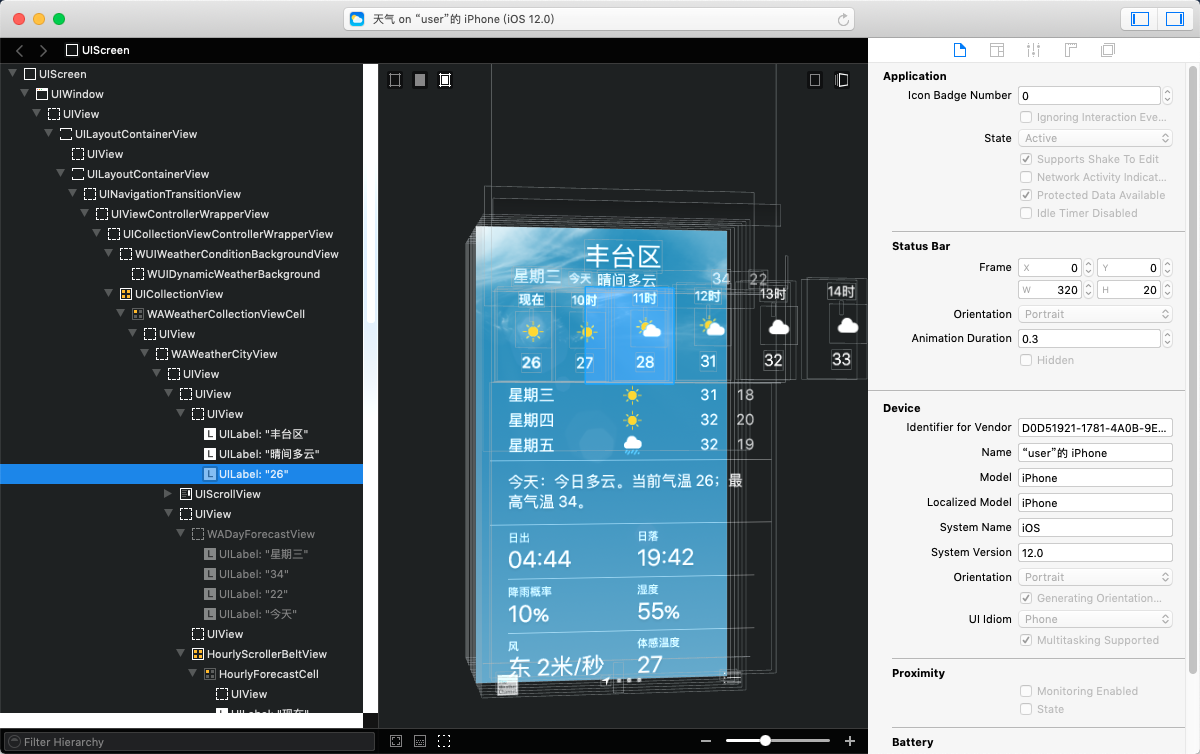 天气 on “user”的 iPhone (iOS 12.0)
UIScreen
UIScreen
UIWindow
UIView
UILayoutContainerView
UIView
UILayoutContainerView
UINavigationTransitionView
UIViewControllerWrapperView
UICollectionViewControllerWrapperView
WUIWeatherConditionBackgroundView
WUIDynamicWeatherBackground
UICollectionView
WAWeatherCollectionViewCell
UIView
WAWeatherCityView
UIView
UIView
UIView
L UILabel: "丰台区"
L UILabel: "晴间多云"
L UILabel: "26"
UIScrollView
UIView
WADayForecastView
L UILabel: "星期三"
L UILabel: "34"
L UILabel: "22"
L UILabel: "今天"
UIView
HourlyScrollerBeltView
HourlyForecastCell
UIView
UILabel: "现在"
Filter Hierarchy
丰台区
星期三 今天 晴间多云 34 22
现在 10时 11时 12时 13时 14时
26 27 28 31 32 33
星期三 31 18
星期四 32 20
星期五 32 19
今天：今日多云。当前气温 26；最
高气温 34。
日出 日落
04:44 19:42
降雨概率 湿度
10% 55%
风 体感温度
东 2米/秒 27
Application
Icon Badge Number 0
Ignoring Interaction Eve...
State Active
Supports Shake To Edit
Network Activity Indicat...
Protected Data Available
Idle Timer Disabled
Status Bar
Frame X 0 Y 0
W 320 H 20
Orientation Portrait
Animation Duration 0.3
Hidden
Device
Identifier for Vendor D0D51921-1781-4A0B-9E...
Name “user”的 iPhone
Model iPhone
Localized Model iPhone
System Name iOS
System Version 12.0
Orientation Portrait
Generating Orientation...
UI Idiom Phone
Multitasking Supported
Proximity
Monitoring Enabled
State
Battery